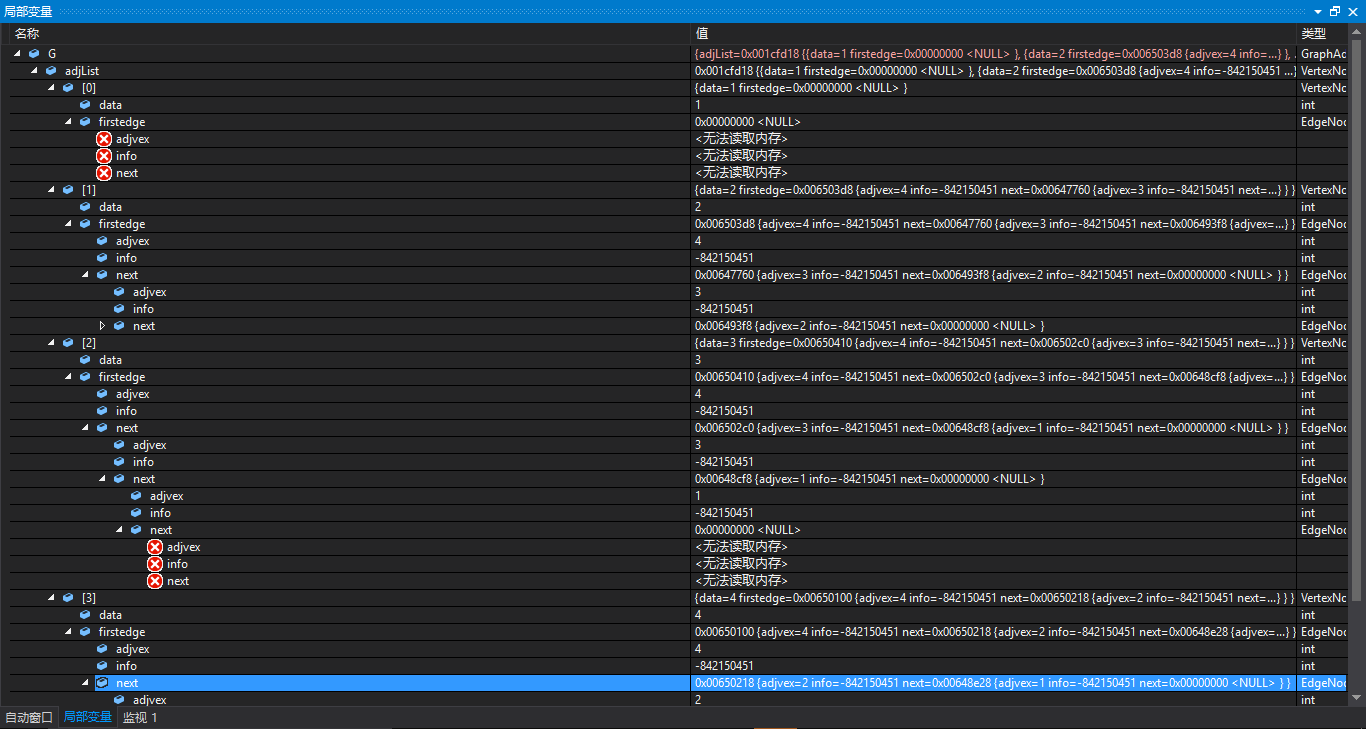 局部变量
名称 值 类型
G {adjList=0x001cfd18 {{data=1 firstedge=0x00000000 <NULL> }, {data=2 firstedge=0x006503d8 {adjvex=4 info=...} }, . GraphAd
adjList 0x001cfd18 {{data=1 firstedge=0x00000000 <NULL> }, {data=2 firstedge=0x006503d8 {adjvex=4 info=-842150451 ...} VertexNo
[0] {data=1 firstedge=0x00000000 <NULL> } VertexNo
data 1 int
firstedge 0x00000000 <NULL> EdgeNod
adjvex <无法读取内存>
info <无法读取内存>
next <无法读取内存>
[1] {data=2 firstedge=0x006503d8 {adjvex=4 info=-842150451 next=0x00647760 {adjvex=3 info=-842150451 next=...} } } VertexNo
data 2 int
firstedge 0x006503d8 {adjvex=4 info=-842150451 next=0x00647760 {adjvex=3 info=-842150451 next=0x006493f8 {adjvex=...} } EdgeNod
adjvex 4 int
info -842150451 int
next 0x00647760 {adjvex=3 info=-842150451 next=0x006493f8 {adjvex=2 info=-842150451 next=0x00000000 <NULL> } } EdgeNod
adjvex 3 int
info -842150451 int
next 0x006493f8 {adjvex=2 info=-842150451 next=0x00000000 <NULL> } EdgeNod
[2] {data=3 firstedge=0x00650410 {adjvex=4 info=-842150451 next=0x006502c0 {adjvex=3 info=-842150451 next=...} } } VertexNo
data 3 int
firstedge 0x00650410 {adjvex=4 info=-842150451 next=0x006502c0 {adjvex=3 info=-842150451 next=0x00648cf8 {adjvex=...} } EdgeNod
adjvex 4 int
info -842150451 int
next 0x006502c0 {adjvex=3 info=-842150451 next=0x00648cf8 {adjvex=1 info=-842150451 next=0x00000000 <NULL> } } EdgeNod
adjvex 3 int
info -842150451 int
next 0x00648cf8 {adjvex=1 info=-842150451 next=0x00000000 <NULL> } EdgeNod
adjvex 1 int
info -842150451 int
next 0x00000000 <NULL> EdgeNod
adjvex <无法读取内存>
info <无法读取内存>
next <无法读取内存>
[3] {data=4 firstedge=0x00650100 {adjvex=4 info=-842150451 next=0x00650218 {adjvex=2 info=-842150451 next=...} } } VertexNo
data 4 int
firstedge 0x00650100 {adjvex=4 info=-842150451 next=0x00650218 {adjvex=2 info=-842150451 next=0x00648e28 {adjvex=...} } EdgeNod
adjvex 4 int
info -842150451 int
next 0x00650218 {adjvex=2 info=-842150451 next=0x00648e28 {adjvex=1 info=-842150451 next=0x00000000 <NULL> } } EdgeNod
adjvex 2 int
自动窗口 局部变量 监视 1